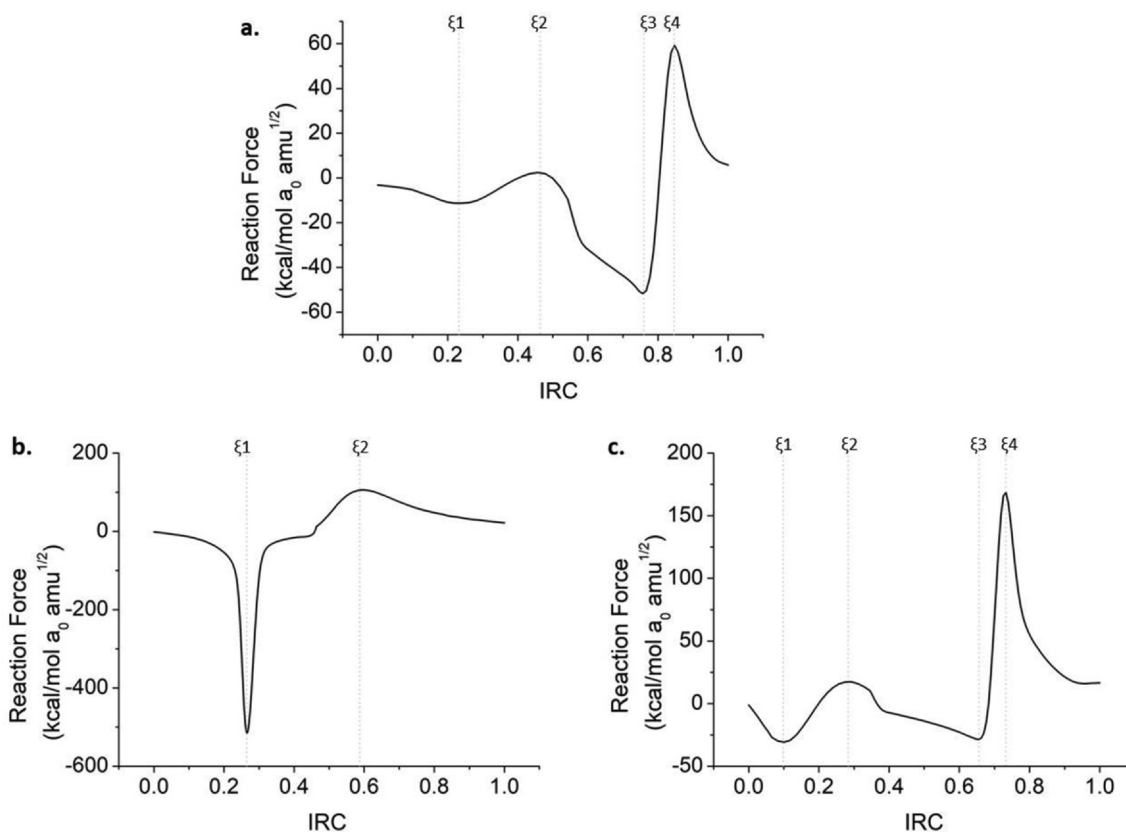 a.
ξ1 ξ2 ξ3 ξ4
60
40
20
0
-20
-40
-60
Reaction Force
(kcal/mol a0 amu1/2)
0.0 0.2 0.4 0.6 0.8 1.0
IRC
b.
ξ1 ξ2
200
0
-200
-400
-600
Reaction Force
(kcal/mol a0 amu1/2)
0.0 0.2 0.4 0.6 0.8 1.0
IRC
c.
ξ1 ξ2 ξ3 ξ4
200
150
100
50
0
-50
Reaction Force
(kcal/mol a0 amu1/2)
0.0 0.2 0.4 0.6 0.8 1.0
IRC